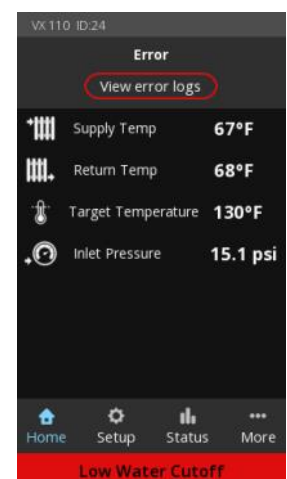 VX 110 ID:24
Error
View error logs
Supply Temp 67°F
Return Temp 68°F
Target Temperature 130°F
Inlet Pressure 15.1 psi
Home Setup Status More
Low Water Cutoff